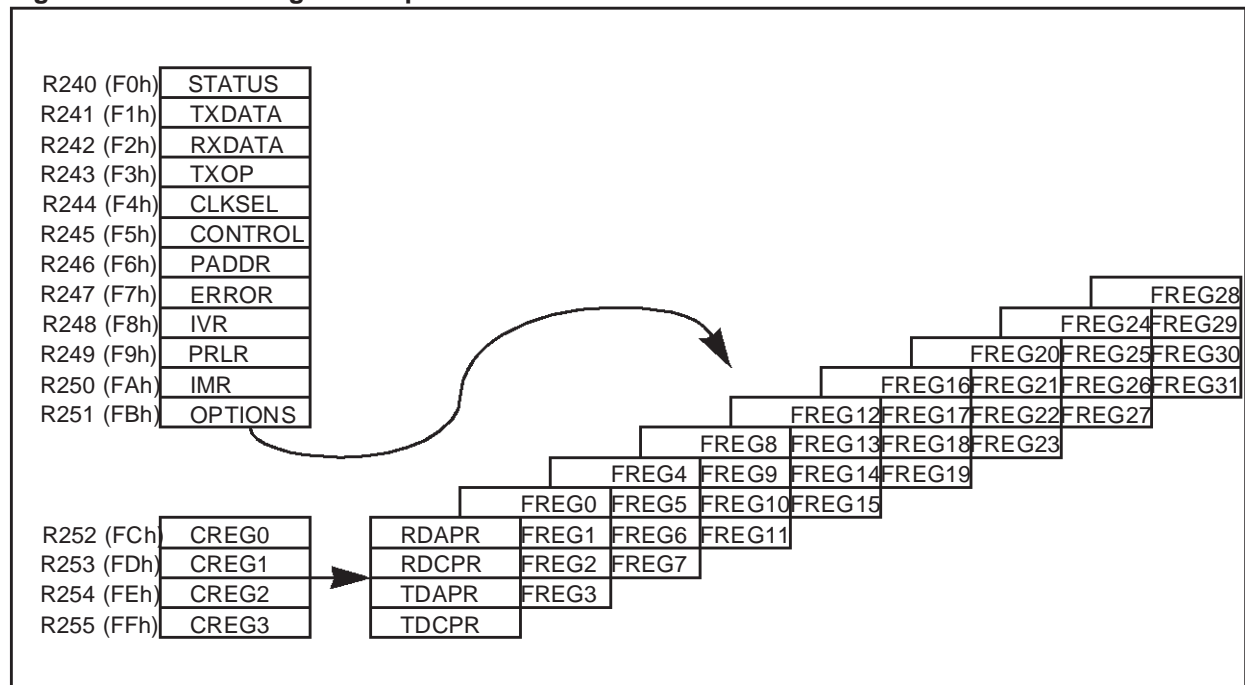 R240 (F0h) STATUS
R241 (F1h) TXDATA
R242 (F2h) RXDATA
R243 (F3h) TXOP
R244 (F4h) CLKSEL
R245 (F5h) CONTROL
R246 (F6h) PADDR
R247 (F7h) ERROR FREG28
R248 (F8h) IVR FREG24 FREG29
R249 (F9h) PRLR FREG20 FREG25 FREG30
R250 (FAh) IMR FREG16 FREG21 FREG26 FREG31
R251 (FBh) OPTIONS FREG12 FREG17 FREG22 FREG27
FREG8 FREG13 FREG18 FREG23
FREG4 FREG9 FREG14 FREG19
FREG0 FREG5 FREG10 FREG15
R252 (FCh) CREG0 RDAPR FREG1 FREG6 FREG11
R253 (FDh) CREG1 RDCPR FREG2 FREG7
R254 (FEh) CREG2 TDAPR FREG3
R255 (FFh) CREG3 TDCPR